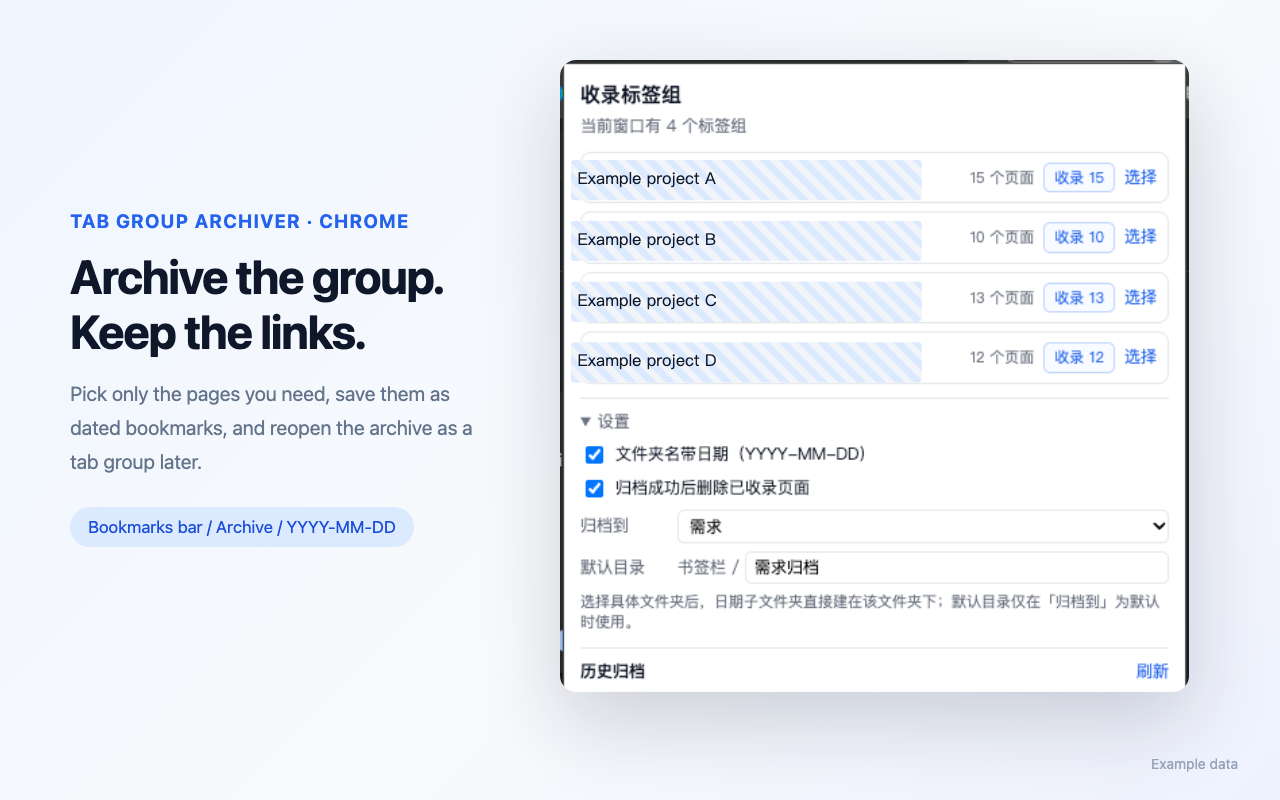 TAB GROUP ARCHIVER · CHROME
Archive the group.
Keep the links.
Pick only the pages you need, save them as
dated bookmarks, and reopen the archive as a
tab group later.
Bookmarks bar / Archive / YYYY-MM-DD
收录标签组
当前窗口有 4 个标签组
Example project A 15 个页面 收录 15 选择
Example project B 10 个页面 收录 10 选择
Example project C 13 个页面 收录 13 选择
Example project D 12 个页面 收录 12 选择
▼ 设置
文件夹名带日期（YYYY-MM-DD）
归档成功后删除已收录页面
归档到 需求
默认目录 书签栏 / 需求归档
选择具体文件夹后，日期子文件夹直接建在该文件夹下；默认目录仅在「归档到」为默认
时使用。
历史归档 刷新
Example data